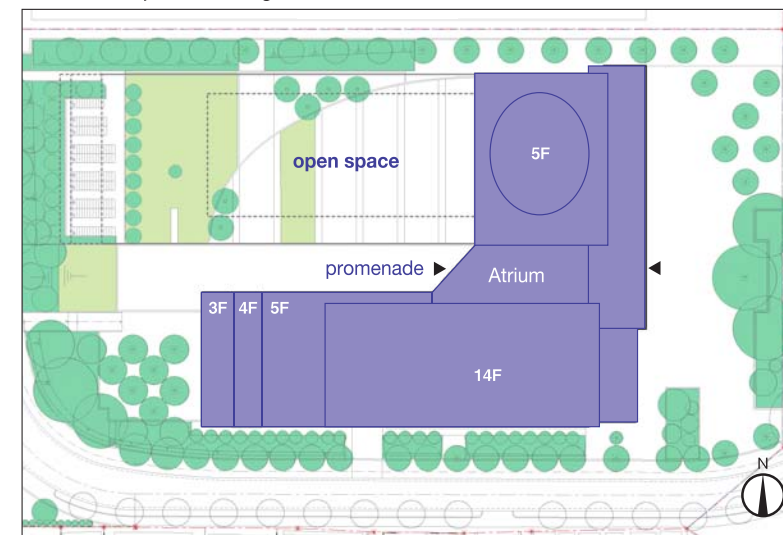 5F
open space
promenade
Atrium
3F 4F 5F
14F
N